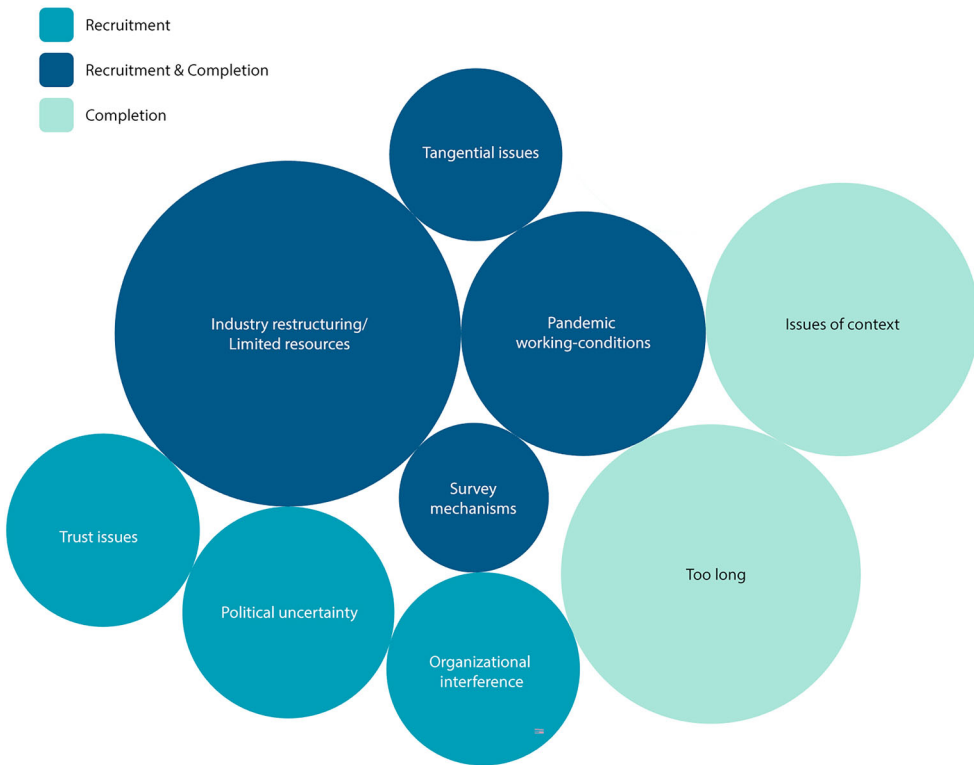 Recruitment
Recruitment & Completion
Completion
Tangential issues
Industry restructuring/
Limited resources
Pandemic
working-conditions
Issues of context
Survey
mechanisms
Trust issues
Political uncertainty
Too long
Organizational
interference